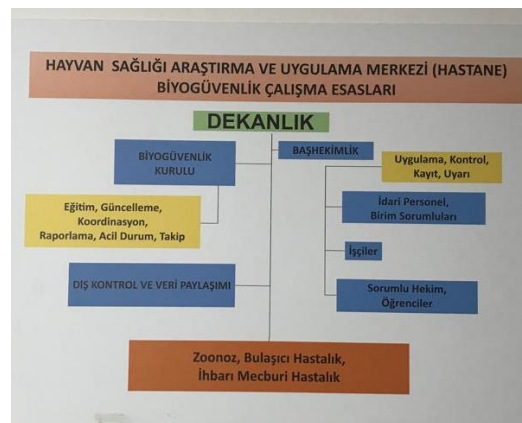 HAYVAN SAĞLIĞI ARAŞTIRMA VE UYGULAMA MERKEZİ (HASTANE)
BİYOGÜVENLİK ÇALIŞMA ESASLARI
DEKANLIK
BİYOGÜVENLİK
KURULU
BAŞHEKİMLİK
Uygulama, Kontrol,
Kayıt, Uyarı
Eğitim, Güncelleme,
Koordinasyon,
Raporlama, Acil Durum, Takip
İdari Personel,
Birim Sorumluları
İşçiler
DIŞ KONTROL VE VERİ PAYLAŞIMI
Sorumlu Hekim,
Öğrenciler
Zoonoz, Bulaşıcı Hastalık,
İhbarı Mecburi Hastalık